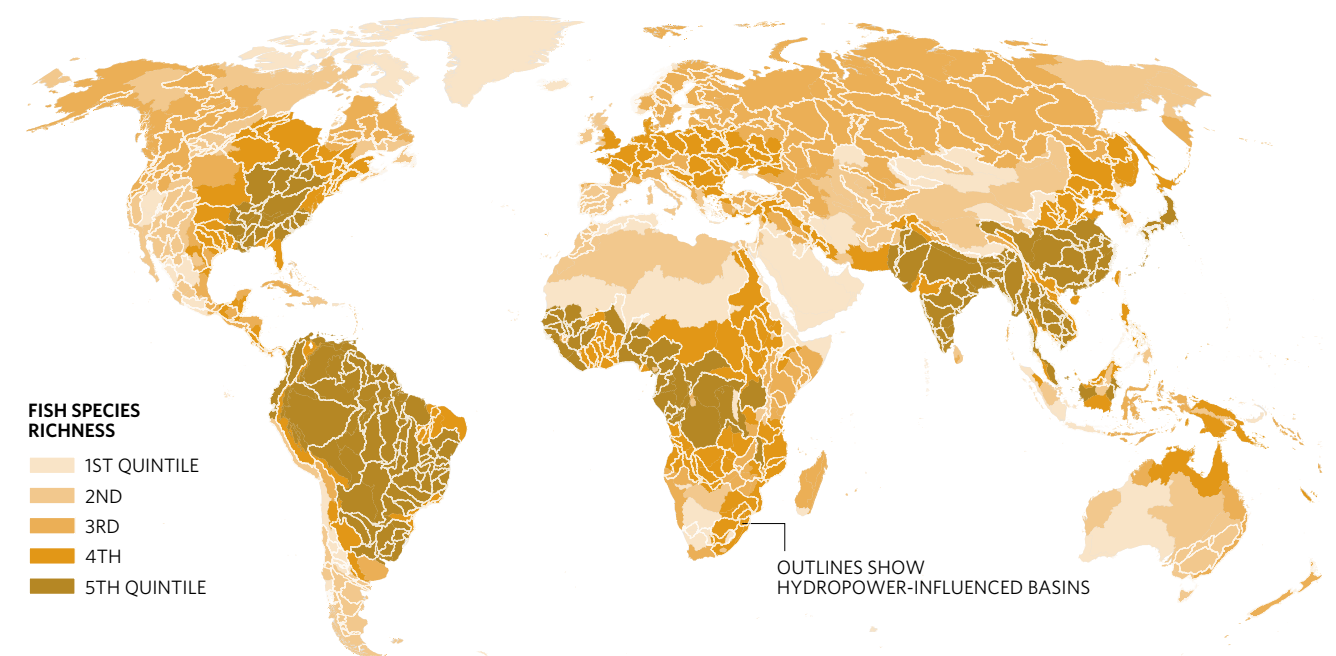 FISH SPECIES
RICHNESS
1ST QUINTILE
2ND
3RD
4TH
5TH QUINTILE
OUTLINES SHOW
HYDROPOWER-INFLUENCED BASINS